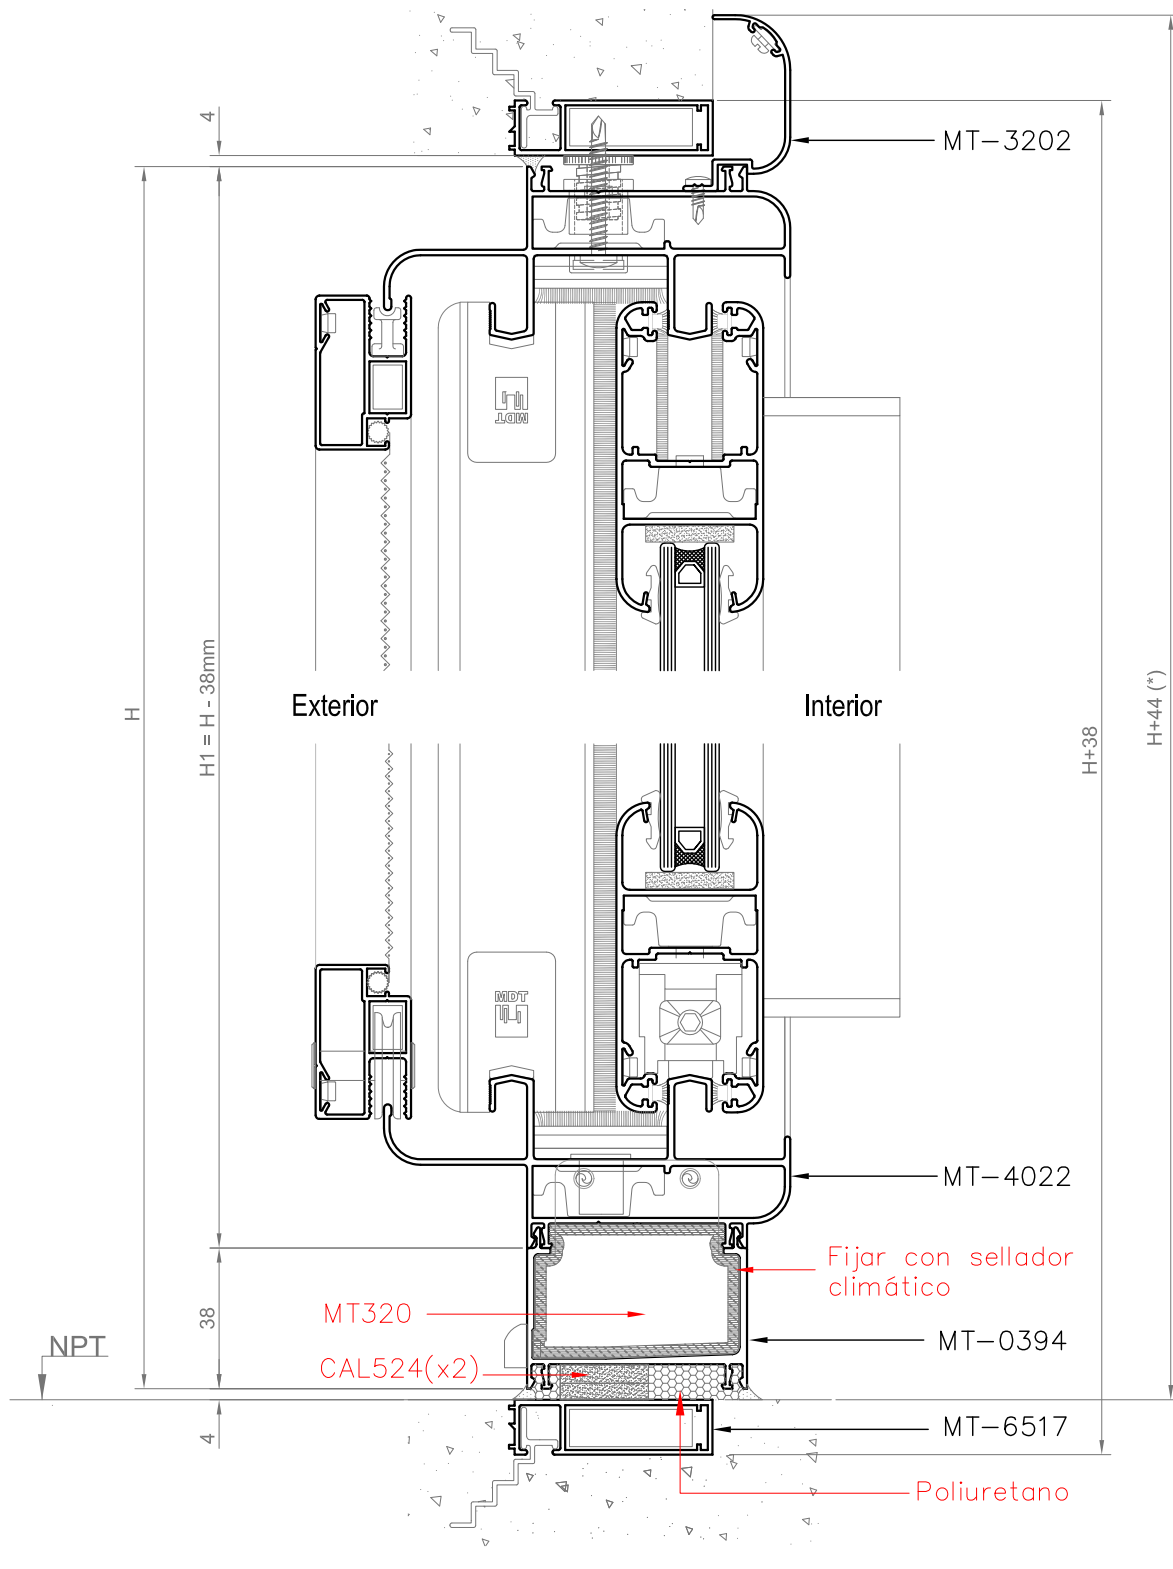 4
MT-3202
MDT
H
H1 = H - 38mm
Exterior
Interior
H+38
H+44 (*)
MDT
MT-4022
Fijar con sellador
climático
MT320
38
MT-0394
NPT
CAL524(x2)
4
MT-6517
Poliuretano